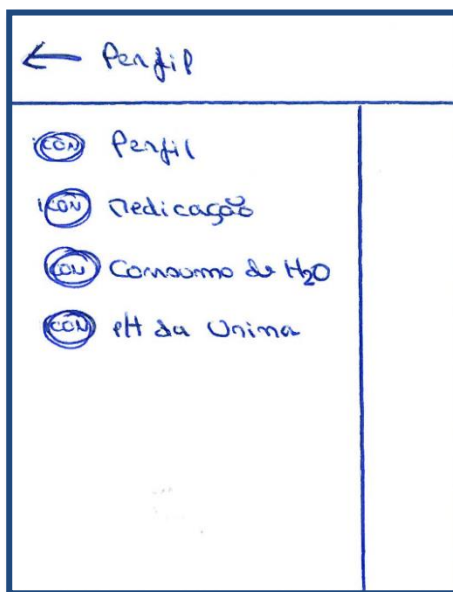 ← Perfil
icon Perfil
icon Medicação
icon Consumo de H2O
icon pH da Urina